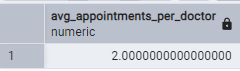 avg_appointments_per_doctor
numeric
1 2.0000000000000000